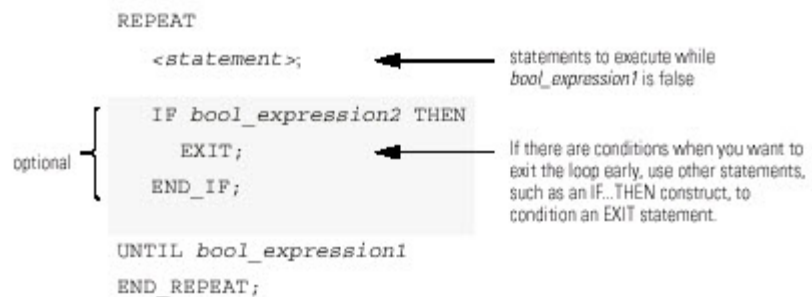 REPEAT
<statement>;
statements to execute while
bool_expression1 is false
optional
IF bool_expression2 THEN
EXIT;
END_IF;
If there are conditions when you want to
exit the loop early, use other statements,
such as an IF...THEN construct, to
condition an EXIT statement.
UNTIL bool_expression1
END_REPEAT;